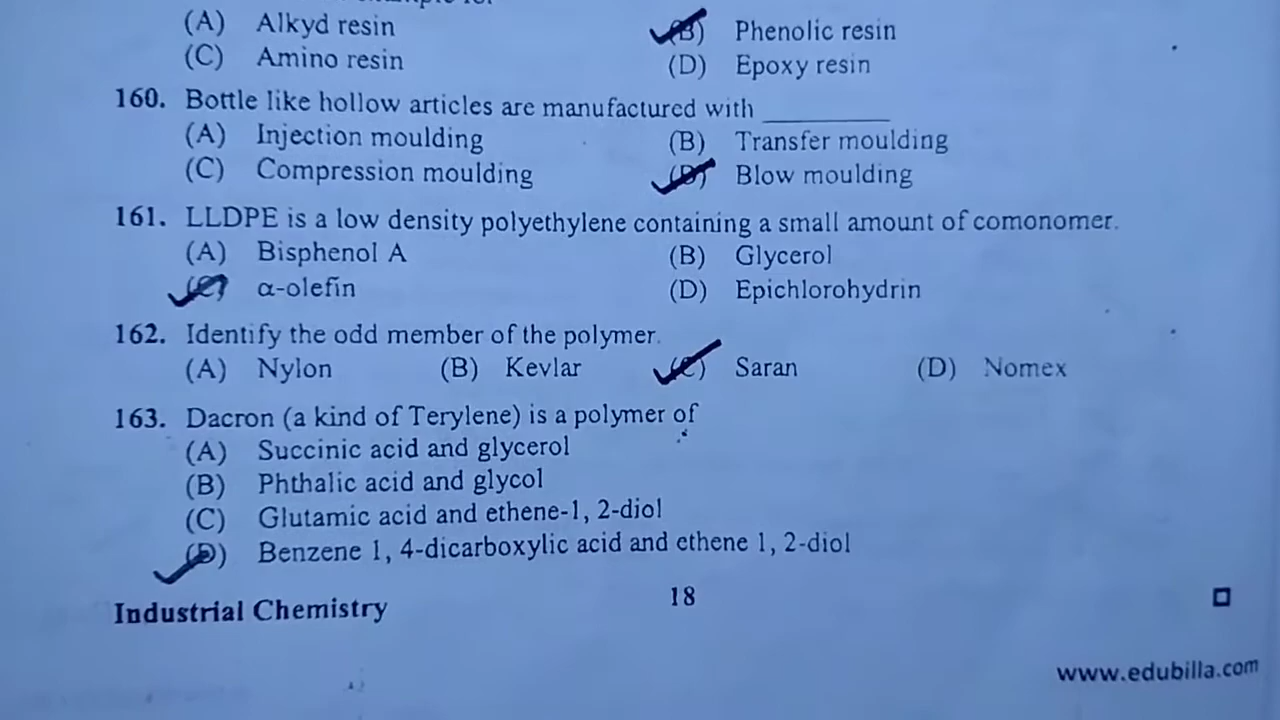 (A) Alkyd resin (B) Phenolic resin
(C) Amino resin (D) Epoxy resin
160. Bottle like hollow articles are manufactured with __________
(A) Injection moulding (B) Transfer moulding
(C) Compression moulding (D) Blow moulding
161. LLDPE is a low density polyethylene containing a small amount of comonomer.
(A) Bisphenol A (B) Glycerol
(C) α-olefin (D) Epichlorohydrin
162. Identify the odd member of the polymer.
(A) Nylon (B) Kevlar (C) Saran (D) Nomex
163. Dacron (a kind of Terylene) is a polymer of
(A) Succinic acid and glycerol
(B) Phthalic acid and glycol
(C) Glutamic acid and ethene-1, 2-diol
(D) Benzene 1, 4-dicarboxylic acid and ethene 1, 2-diol
Industrial Chemistry 18
www.edubilla.com